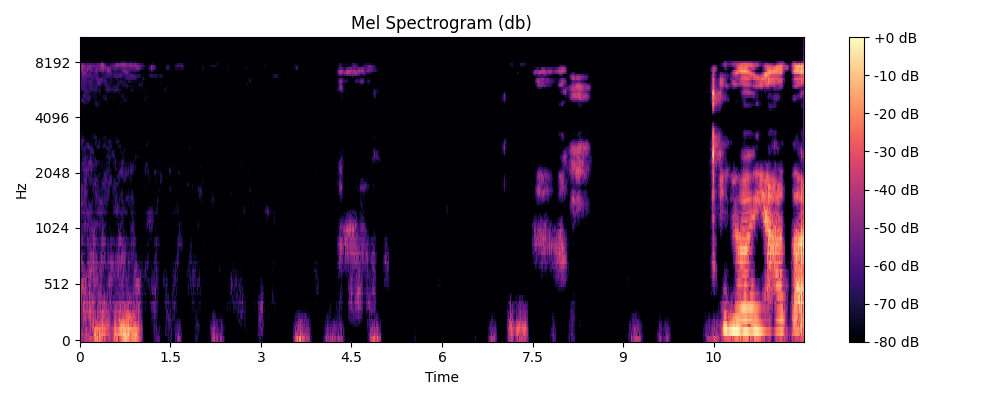 Mel Spectrogram (db)
8192
4096
2048
1024
512
0
Hz
0 1.5 3 4.5 6 7.5 9 10
Time
+0 dB
-10 dB
-20 dB
-30 dB
-40 dB
-50 dB
-60 dB
-70 dB
-80 dB